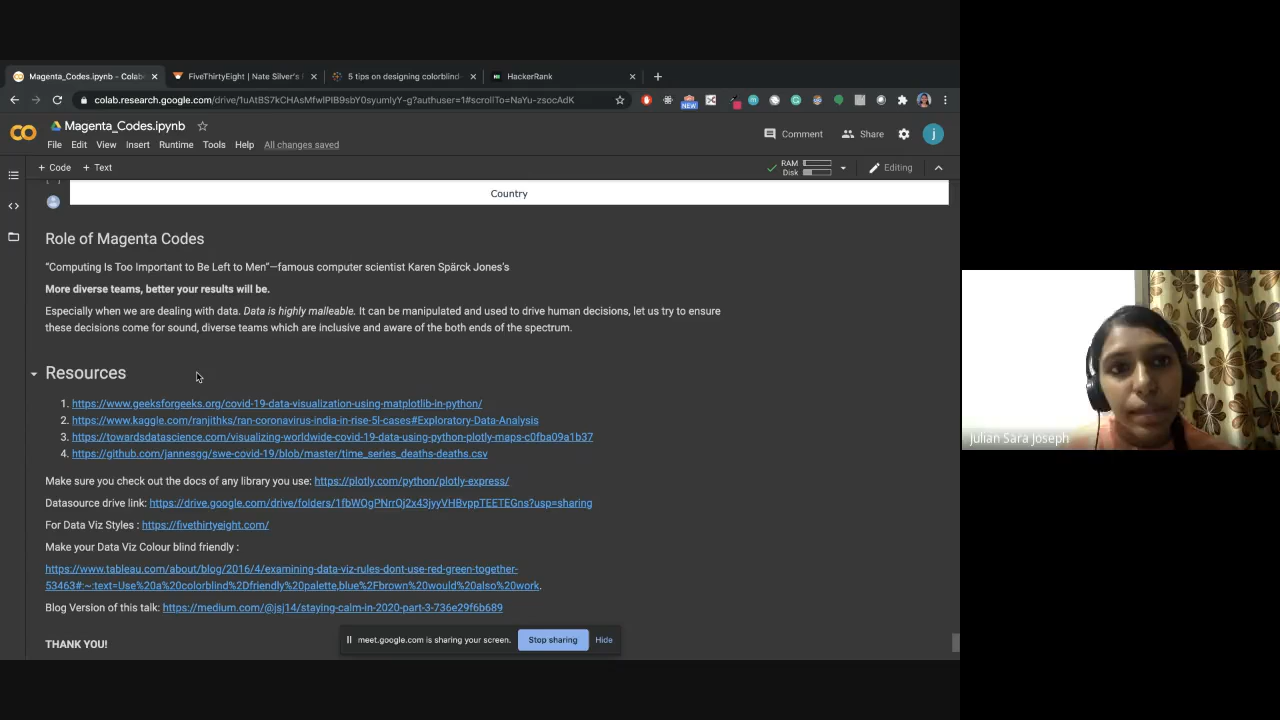 Magenta_Codes.ipynb - Colab
FiveThirtyEight | Nate Silver's
5 tips on designing colorblind-
HackerRank
colab.research.google.com/drive/1uAtBS7kCHAsMfwlPIB9sbY0syumlyY-g?authuser=1#scrollTo=NaYu-zsocAdK
NEW
CO
Magenta_Codes.ipynb
Comment
Share
j
File Edit View Insert Runtime Tools Help All changes saved
+ Code + Text
RAM
Disk
Editing
Country
Role of Magenta Codes
“Computing Is Too Important to Be Left to Men”—famous computer scientist Karen Spärck Jones's
More diverse teams, better your results will be.
Especially when we are dealing with data. Data is highly malleable. It can be manipulated and used to drive human decisions, let us try to ensure
these decisions come for sound, diverse teams which are inclusive and aware of the both ends of the spectrum.
Resources
1. https://www.geeksforgeeks.org/covid-19-data-visualization-using-matplotlib-in-python/
2. https://www.kaggle.com/ranjithks/ran-coronavirus-india-in-rise-5l-cases#Exploratory-Data-Analysis
3. https://towardsdatascience.com/visualizing-worldwide-covid-19-data-using-python-plotly-maps-c0fba09a1b37
4. https://github.com/jannesgg/swe-covid-19/blob/master/time_series_deaths-deaths.csv
Make sure you check out the docs of any library you use: https://plotly.com/python/plotly-express/
Datasource drive link: https://drive.google.com/drive/folders/1fbWOgPNrrOj2x43jyyVHBvppTEETEGns?usp=sharing
For Data Viz Styles : https://fivethirtyeight.com/
Make your Data Viz Colour blind friendly :
https://www.tableau.com/about/blog/2016/4/examining-data-viz-rules-dont-use-red-green-together-
53463#:~:text=Use%20a%20colorblind%2Dfriendly%20palette,blue%2Fbrown%20would%20also%20work.
Blog Version of this talk: https://medium.com/@jsj14/staying-calm-in-2020-part-3-736e29f6b689
THANK YOU!
meet.google.com is sharing your screen.
Stop sharing
Hide
Julian Sara Joseph